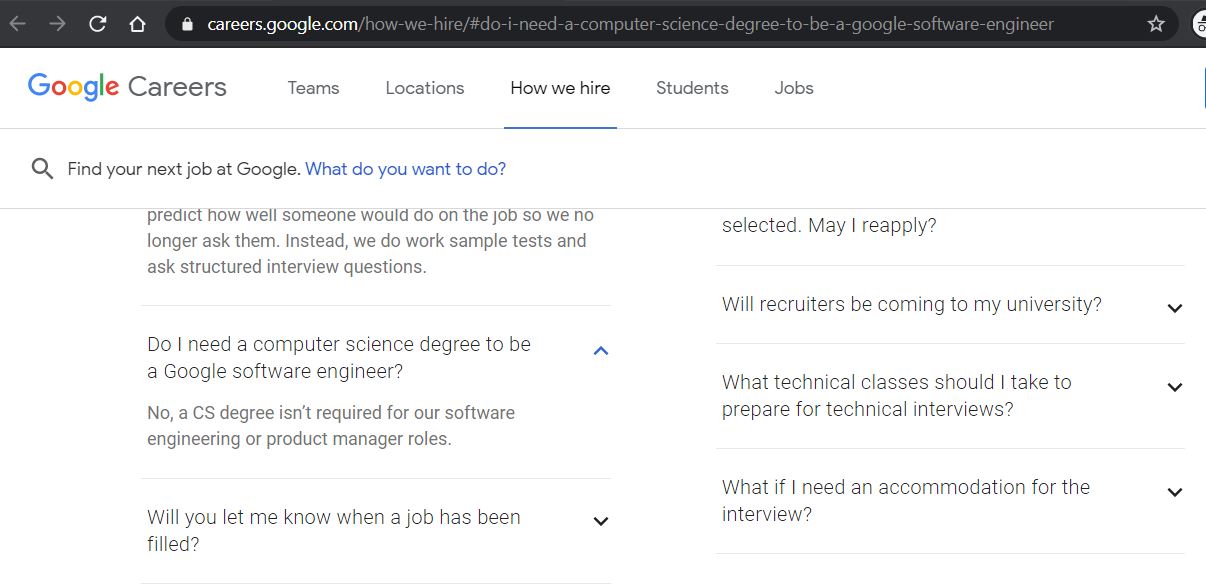 careers.google.com/how-we-hire/#do-i-need-a-computer-science-degree-to-be-a-google-software-engineer
Google Careers
Teams
Locations
How we hire
Students
Jobs
Find your next job at Google. What do you want to do?
predict how well someone would do on the job so we no
longer ask them. Instead, we do work sample tests and
ask structured interview questions.
Do I need a computer science degree to be
a Google software engineer?
No, a CS degree isn’t required for our software
engineering or product manager roles.
Will you let me know when a job has been
filled?
selected. May I reapply?
Will recruiters be coming to my university?
What technical classes should I take to
prepare for technical interviews?
What if I need an accommodation for the
interview?